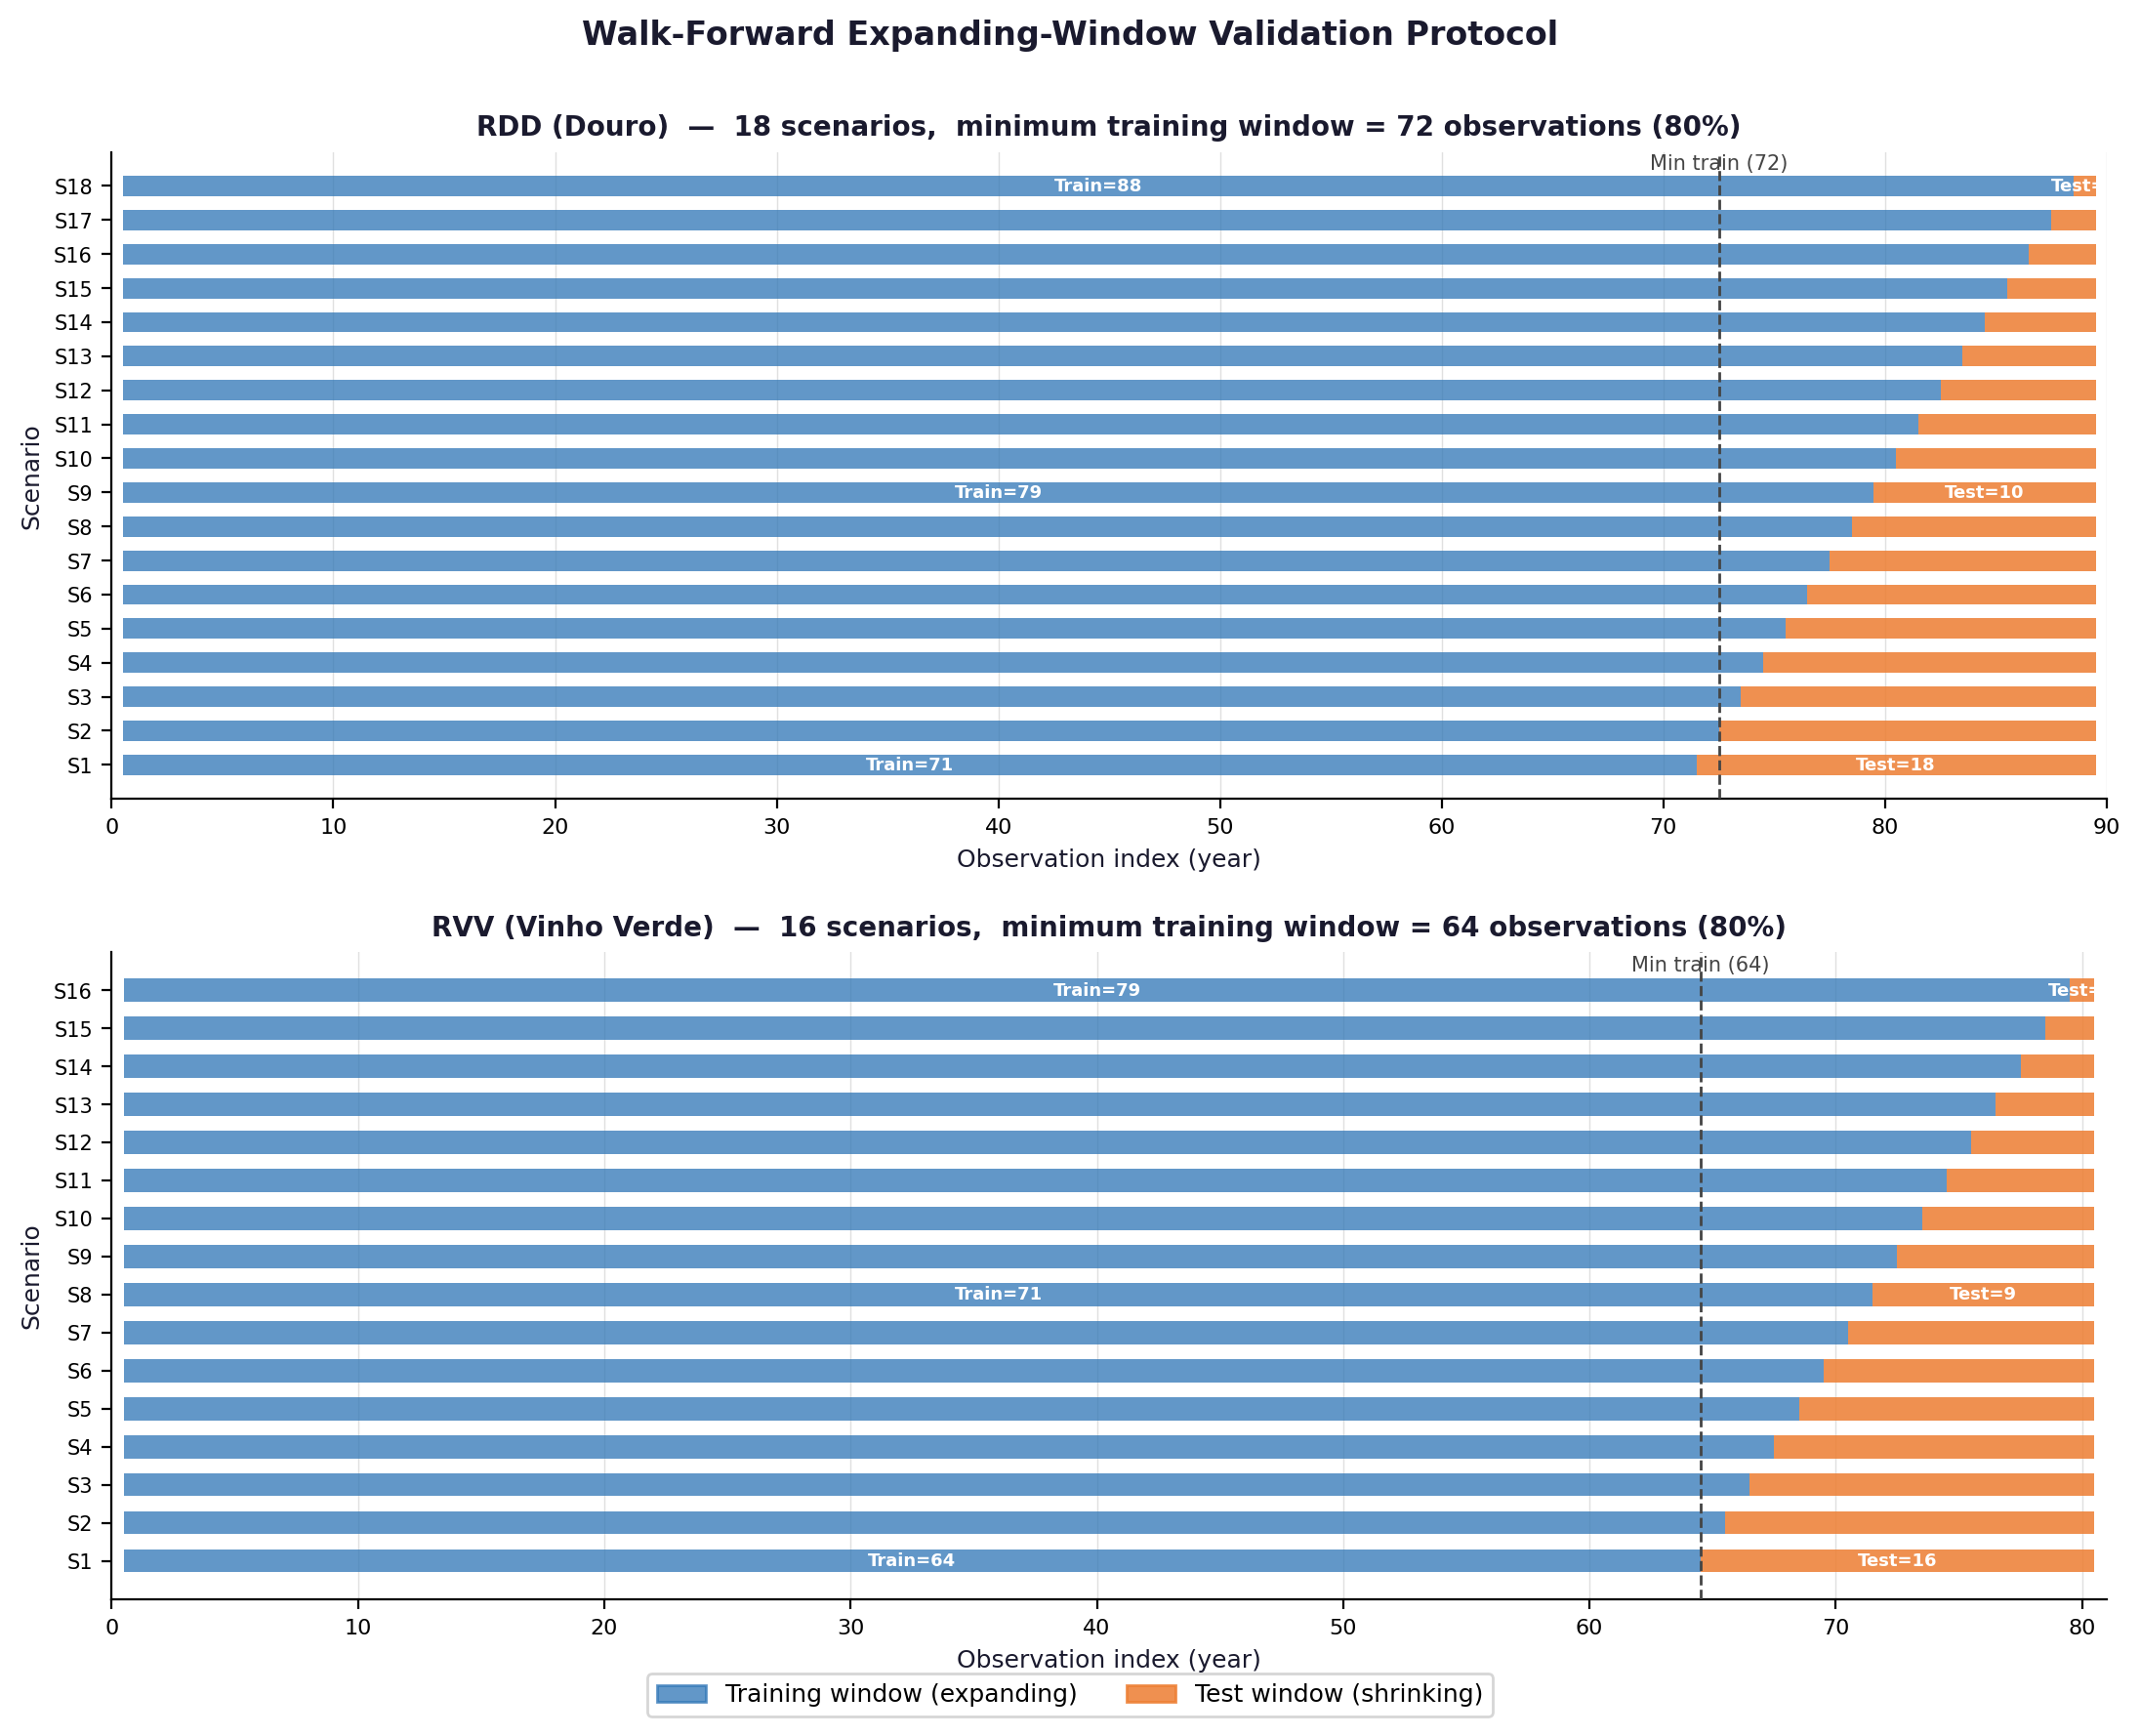 Walk-Forward Expanding-Window Validation Protocol
RDD (Douro) — 18 scenarios, minimum training window = 72 observations (80%)
Min train (72)
S18 Train=88 Test=
S17
S16
S15
S14
S13
S12
S11
S10
S9 Train=79 Test=10
S8
S7
S6
S5
S4
S3
S2
S1 Train=71 Test=18
Scenario
0 10 20 30 40 50 60 70 80 90
Observation index (year)
RVV (Vinho Verde) — 16 scenarios, minimum training window = 64 observations (80%)
Min train (64)
S16 Train=79 Test=
S15
S14
S13
S12
S11
S10
S9
S8 Train=71 Test=9
S7
S6
S5
S4
S3
S2
S1 Train=64 Test=16
Scenario
0 10 20 30 40 50 60 70 80
Observation index (year)
Training window (expanding) Test window (shrinking)